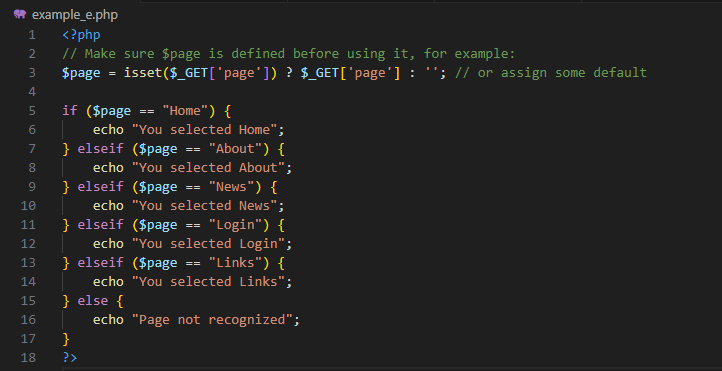 example_e.php
1 <?php
2 // Make sure $page is defined before using it, for example:
3 $page = isset($_GET['page']) ? $_GET['page'] : ''; // or assign some default
4
5 if ($page == "Home") {
6     echo "You selected Home";
7 } elseif ($page == "About") {
8     echo "You selected About";
9 } elseif ($page == "News") {
10     echo "You selected News";
11 } elseif ($page == "Login") {
12     echo "You selected Login";
13 } elseif ($page == "Links") {
14     echo "You selected Links";
15 } else {
16     echo "Page not recognized";
17 }
18 ?>